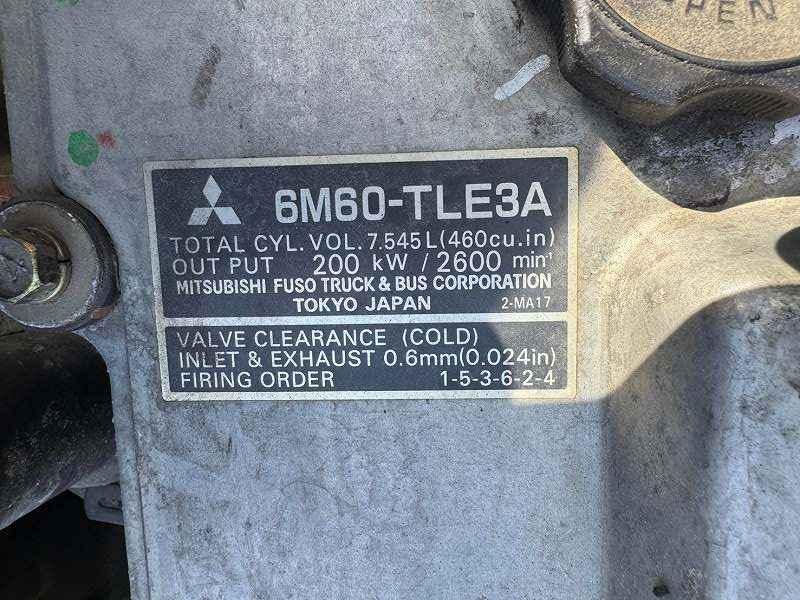 OPEN
6M60-TLE3A
TOTAL CYL. VOL. 7.545 L (460cu.in)
OUT PUT 200 kW / 2600 min⁻¹
MITSUBISHI FUSO TRUCK & BUS CORPORATION
TOKYO JAPAN 2-MA17
VALVE CLEARANCE (COLD)
INLET & EXHAUST 0.6mm(0.024in)
FIRING ORDER 1-5-3-6-2-4